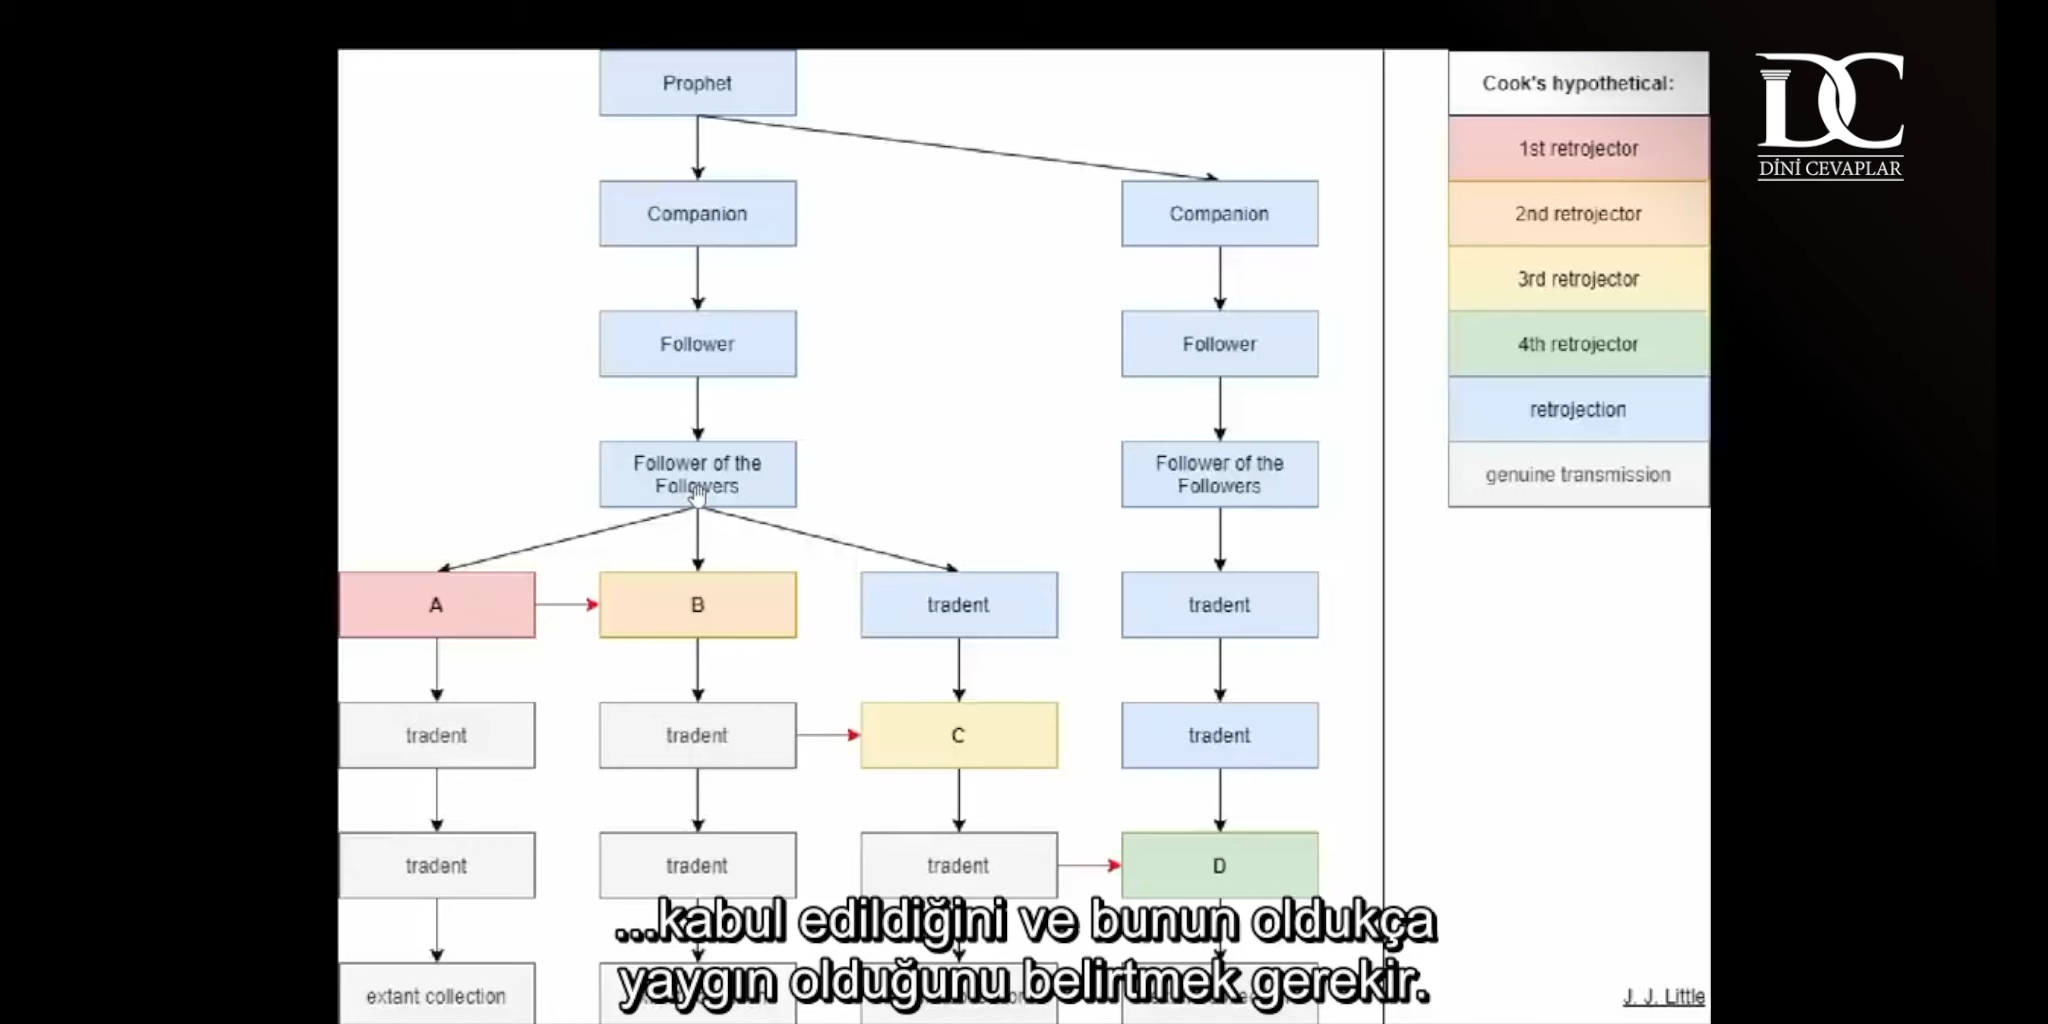 Prophet
Cook's hypothetical:
DC
DİNİ CEVAPLAR
1st retrojector
Companion
Companion
2nd retrojector
3rd retrojector
Follower
Follower
4th retrojector
retrojection
Follower of the
Followers
Follower of the
Followers
genuine transmission
A
B
tradent
tradent
tradent
tradent
C
tradent
tradent
tradent
tradent
D
...kabul edildiğini ve bunun oldukça
yaygın olduğunu belirtmek gerekir.
extant collection
J. J. Little